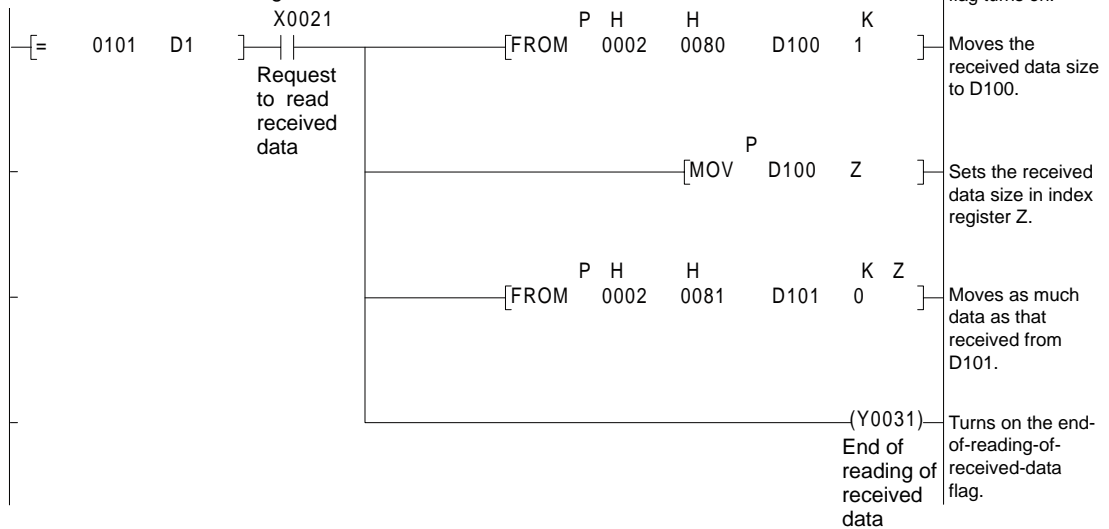 X0021
P H H K
[= 0101 D1 ] [FROM 0002 0080 D100 1 ]
Request
to read
received
data
Moves the
received data size
to D100.
P
[MOV D100 Z ]
Sets the received
data size in index
register Z.
P H H K Z
[FROM 0002 0081 D101 0 ]
Moves as much
data as that
received from
D101.
(Y0031)
End of
reading of
received
data
Turns on the end-
of-reading-of-
received-data
flag.